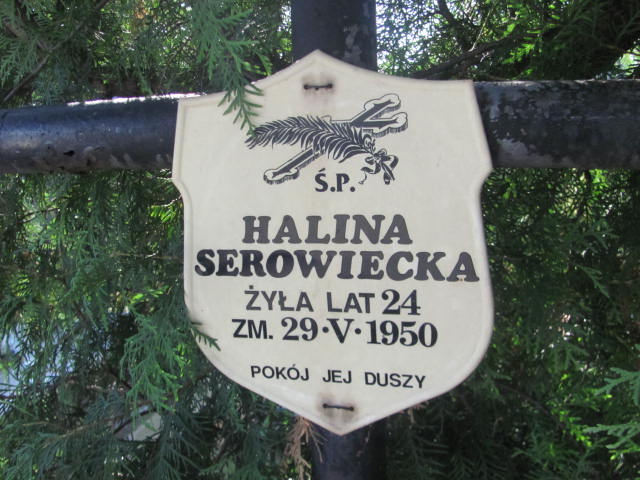 Ś.P.
HALINA
SEROWIECKA
ŻYŁA LAT 24
ZM. 29·V·1950
POKÓJ JEJ DUSZY